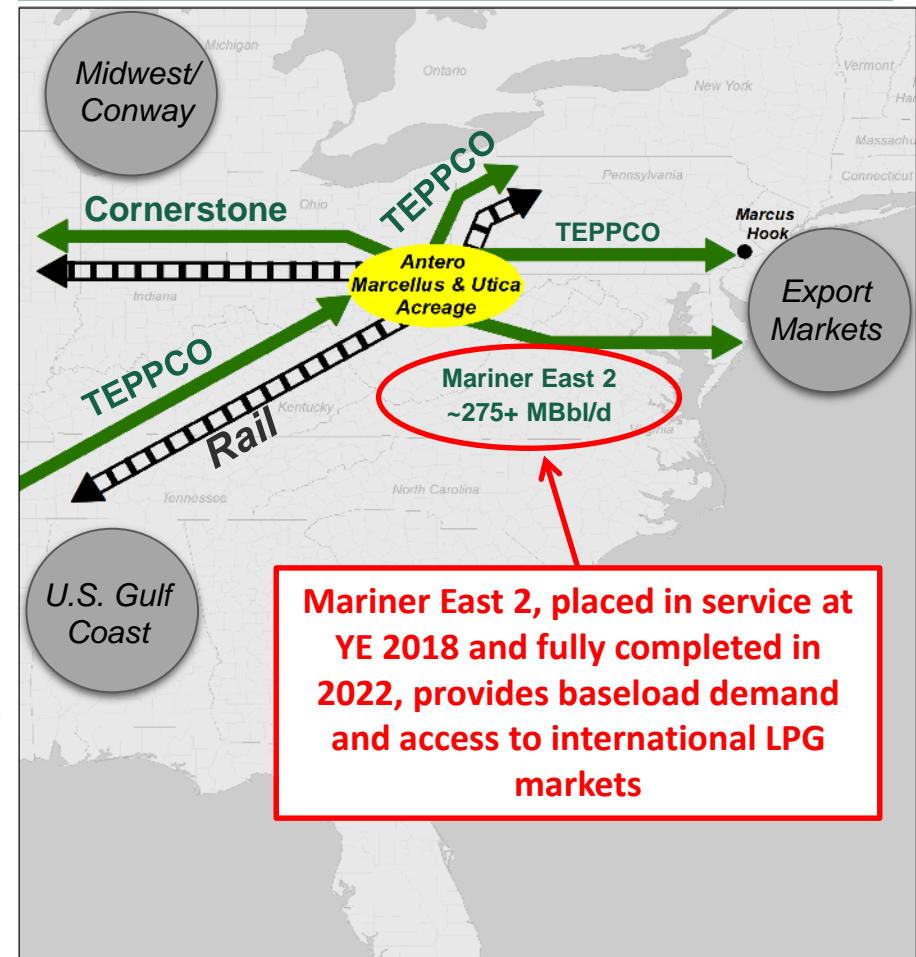 Michigan
Midwest/
Conway
Ontario
Vermont
New York
Massachu
Connecticut
TEPPCO
Pennsylvania
Cornerstone
Ohio
TEPPCO
Marcus
Hook
Antero
Marcellus & Utica
Acreage
Export
Markets
Indiana
TEPPCO
Mariner East 2
~275+ MBbl/d
Kentucky
Virginia
Rail
North Carolina
Tennessee
U.S. Gulf
Coast
Mariner East 2, placed in service at
YE 2018 and fully completed in
2022, provides baseload demand
and access to international LPG
markets